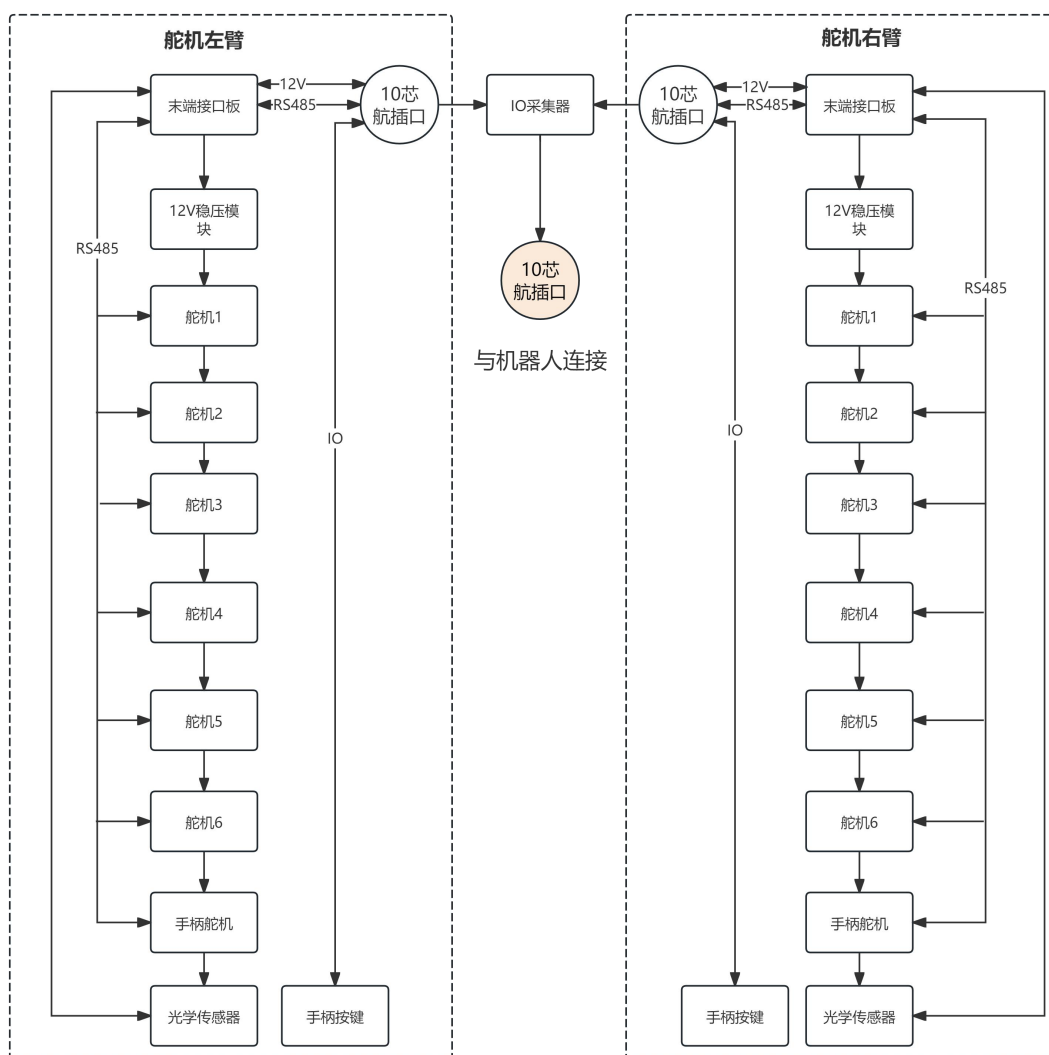 舵机左臂
末端接口板
12V
RS485
10芯
航插口
12V稳压模
块
RS485
舵机1
舵机2
IO
舵机3
舵机4
舵机5
舵机6
手柄舵机
光学传感器
手柄按键
IO采集器
10芯
航插口
与机器人连接
舵机右臂
10芯
航插口
12V
RS485
末端接口板
12V稳压模
块
RS485
舵机1
舵机2
IO
舵机3
舵机4
舵机5
舵机6
手柄舵机
手柄按键
光学传感器